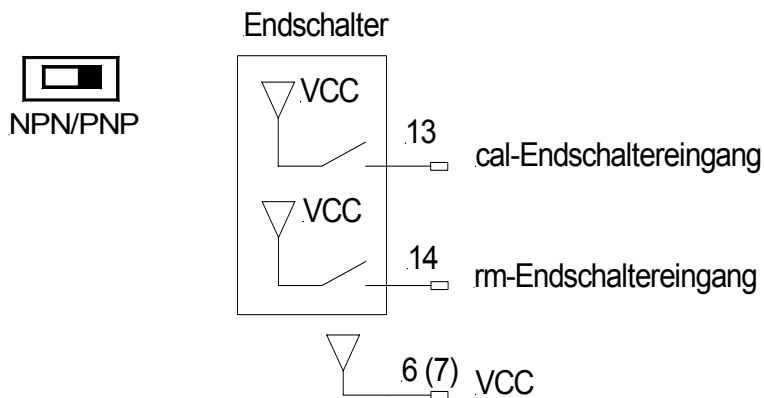 Endschalter
VCC
NPN/PNP
13
cal-Endschaltereingang
VCC
14
rm-Endschaltereingang
6 (7)
VCC